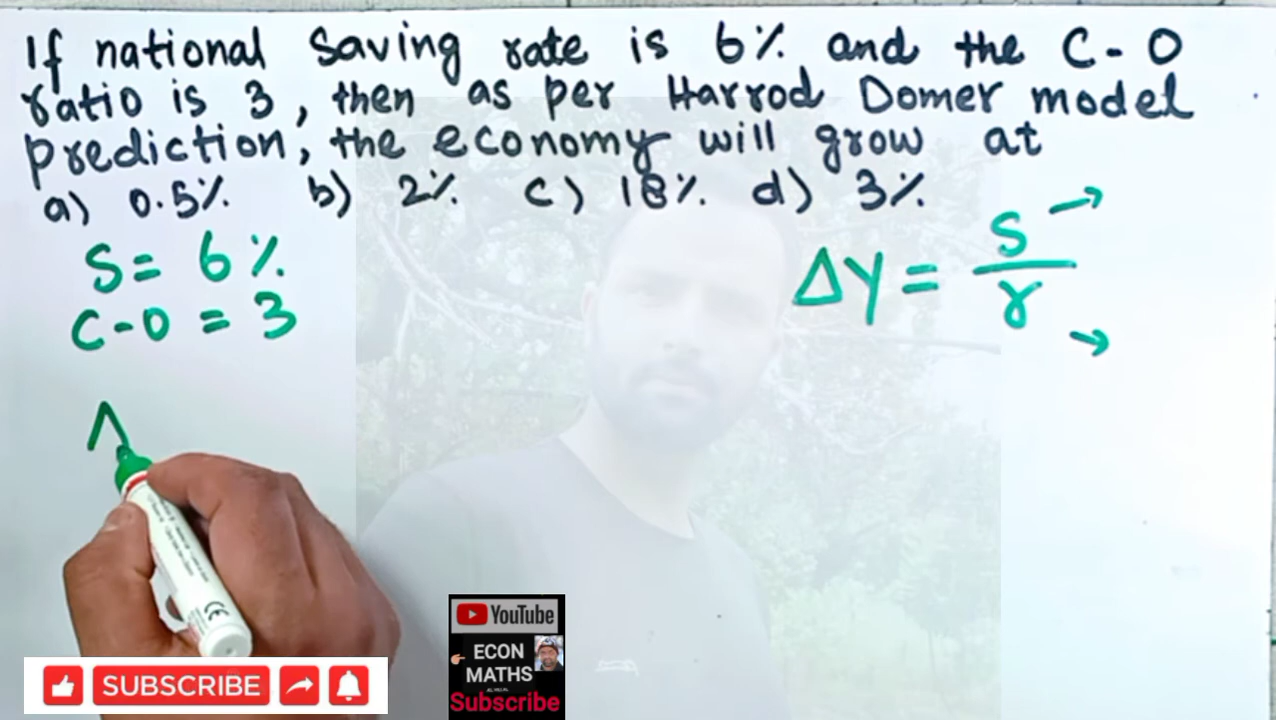 If national saving rate is 6% and the C-O
ratio is 3, then as per Harrod Domer model
prediction, the economy will grow at
a) 0.5% b) 2% c) 18% d) 3%
S = 6%
C-O = 3
ΔY = S/r
YouTube
ECON
MATHS
Subscribe
SUBSCRIBE